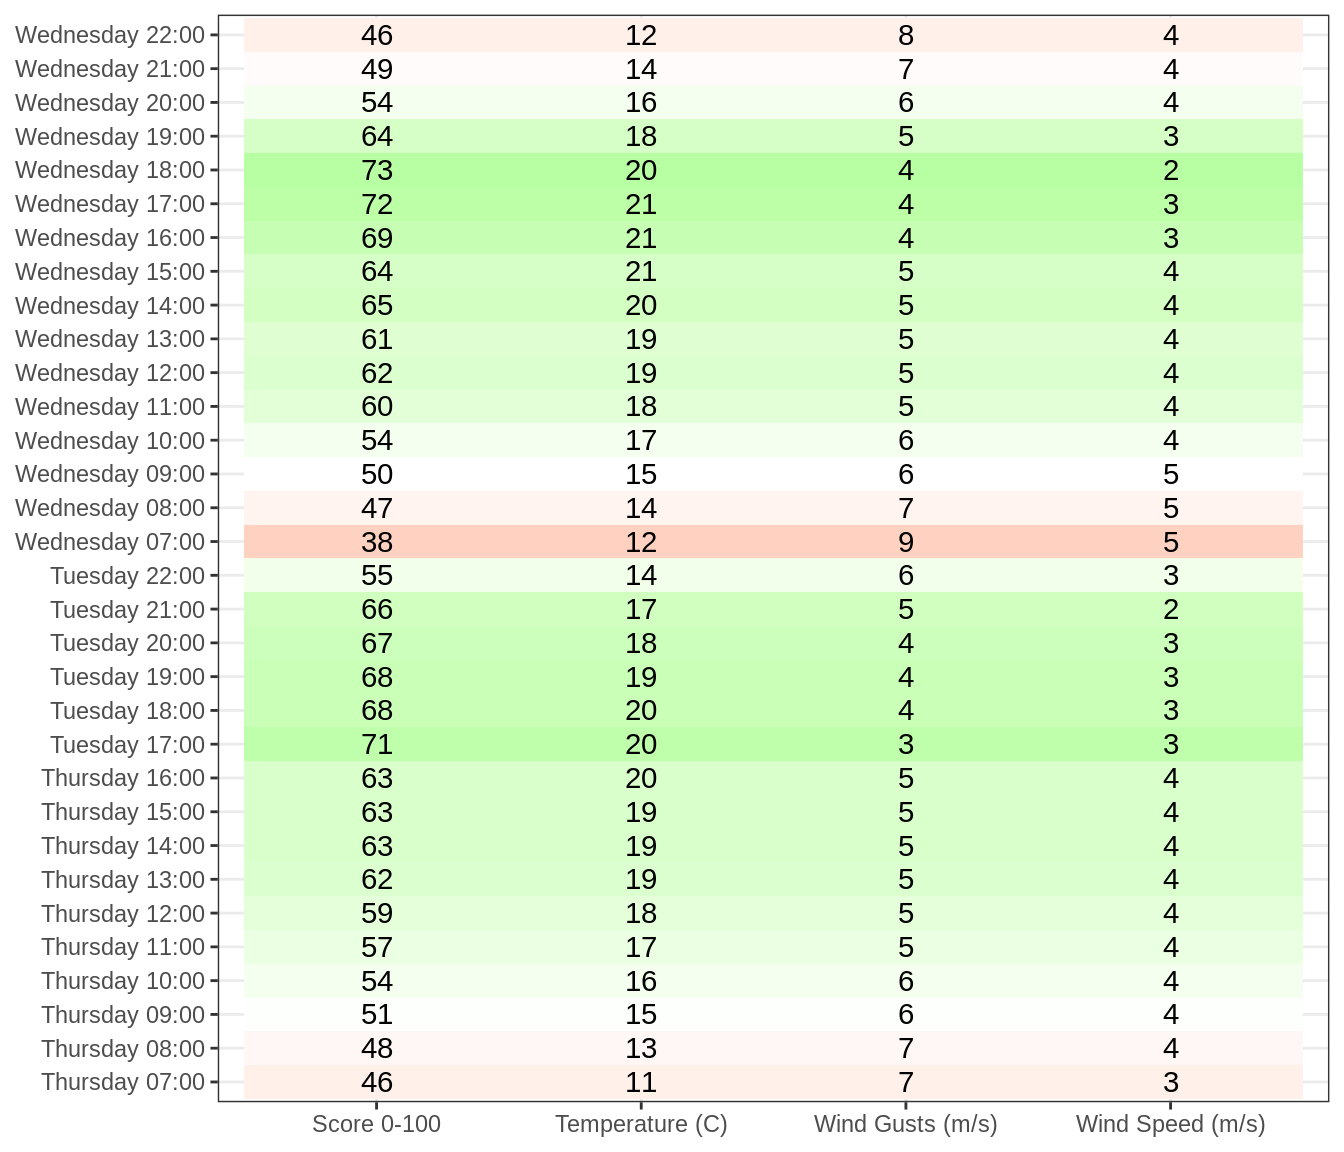 Wednesday 22:00 46 12 8 4
Wednesday 21:00 49 14 7 4
Wednesday 20:00 54 16 6 4
Wednesday 19:00 64 18 5 3
Wednesday 18:00 73 20 4 2
Wednesday 17:00 72 21 4 3
Wednesday 16:00 69 21 4 3
Wednesday 15:00 64 21 5 4
Wednesday 14:00 65 20 5 4
Wednesday 13:00 61 19 5 4
Wednesday 12:00 62 19 5 4
Wednesday 11:00 60 18 5 4
Wednesday 10:00 54 17 6 4
Wednesday 09:00 50 15 6 5
Wednesday 08:00 47 14 7 5
Wednesday 07:00 38 12 9 5
Tuesday 22:00 55 14 6 3
Tuesday 21:00 66 17 5 2
Tuesday 20:00 67 18 4 3
Tuesday 19:00 68 19 4 3
Tuesday 18:00 68 20 4 3
Tuesday 17:00 71 20 3 3
Thursday 16:00 63 20 5 4
Thursday 15:00 63 19 5 4
Thursday 14:00 63 19 5 4
Thursday 13:00 62 19 5 4
Thursday 12:00 59 18 5 4
Thursday 11:00 57 17 5 4
Thursday 10:00 54 16 6 4
Thursday 09:00 51 15 6 4
Thursday 08:00 48 13 7 4
Thursday 07:00 46 11 7 3
Score 0-100 Temperature (C) Wind Gusts (m/s) Wind Speed (m/s)